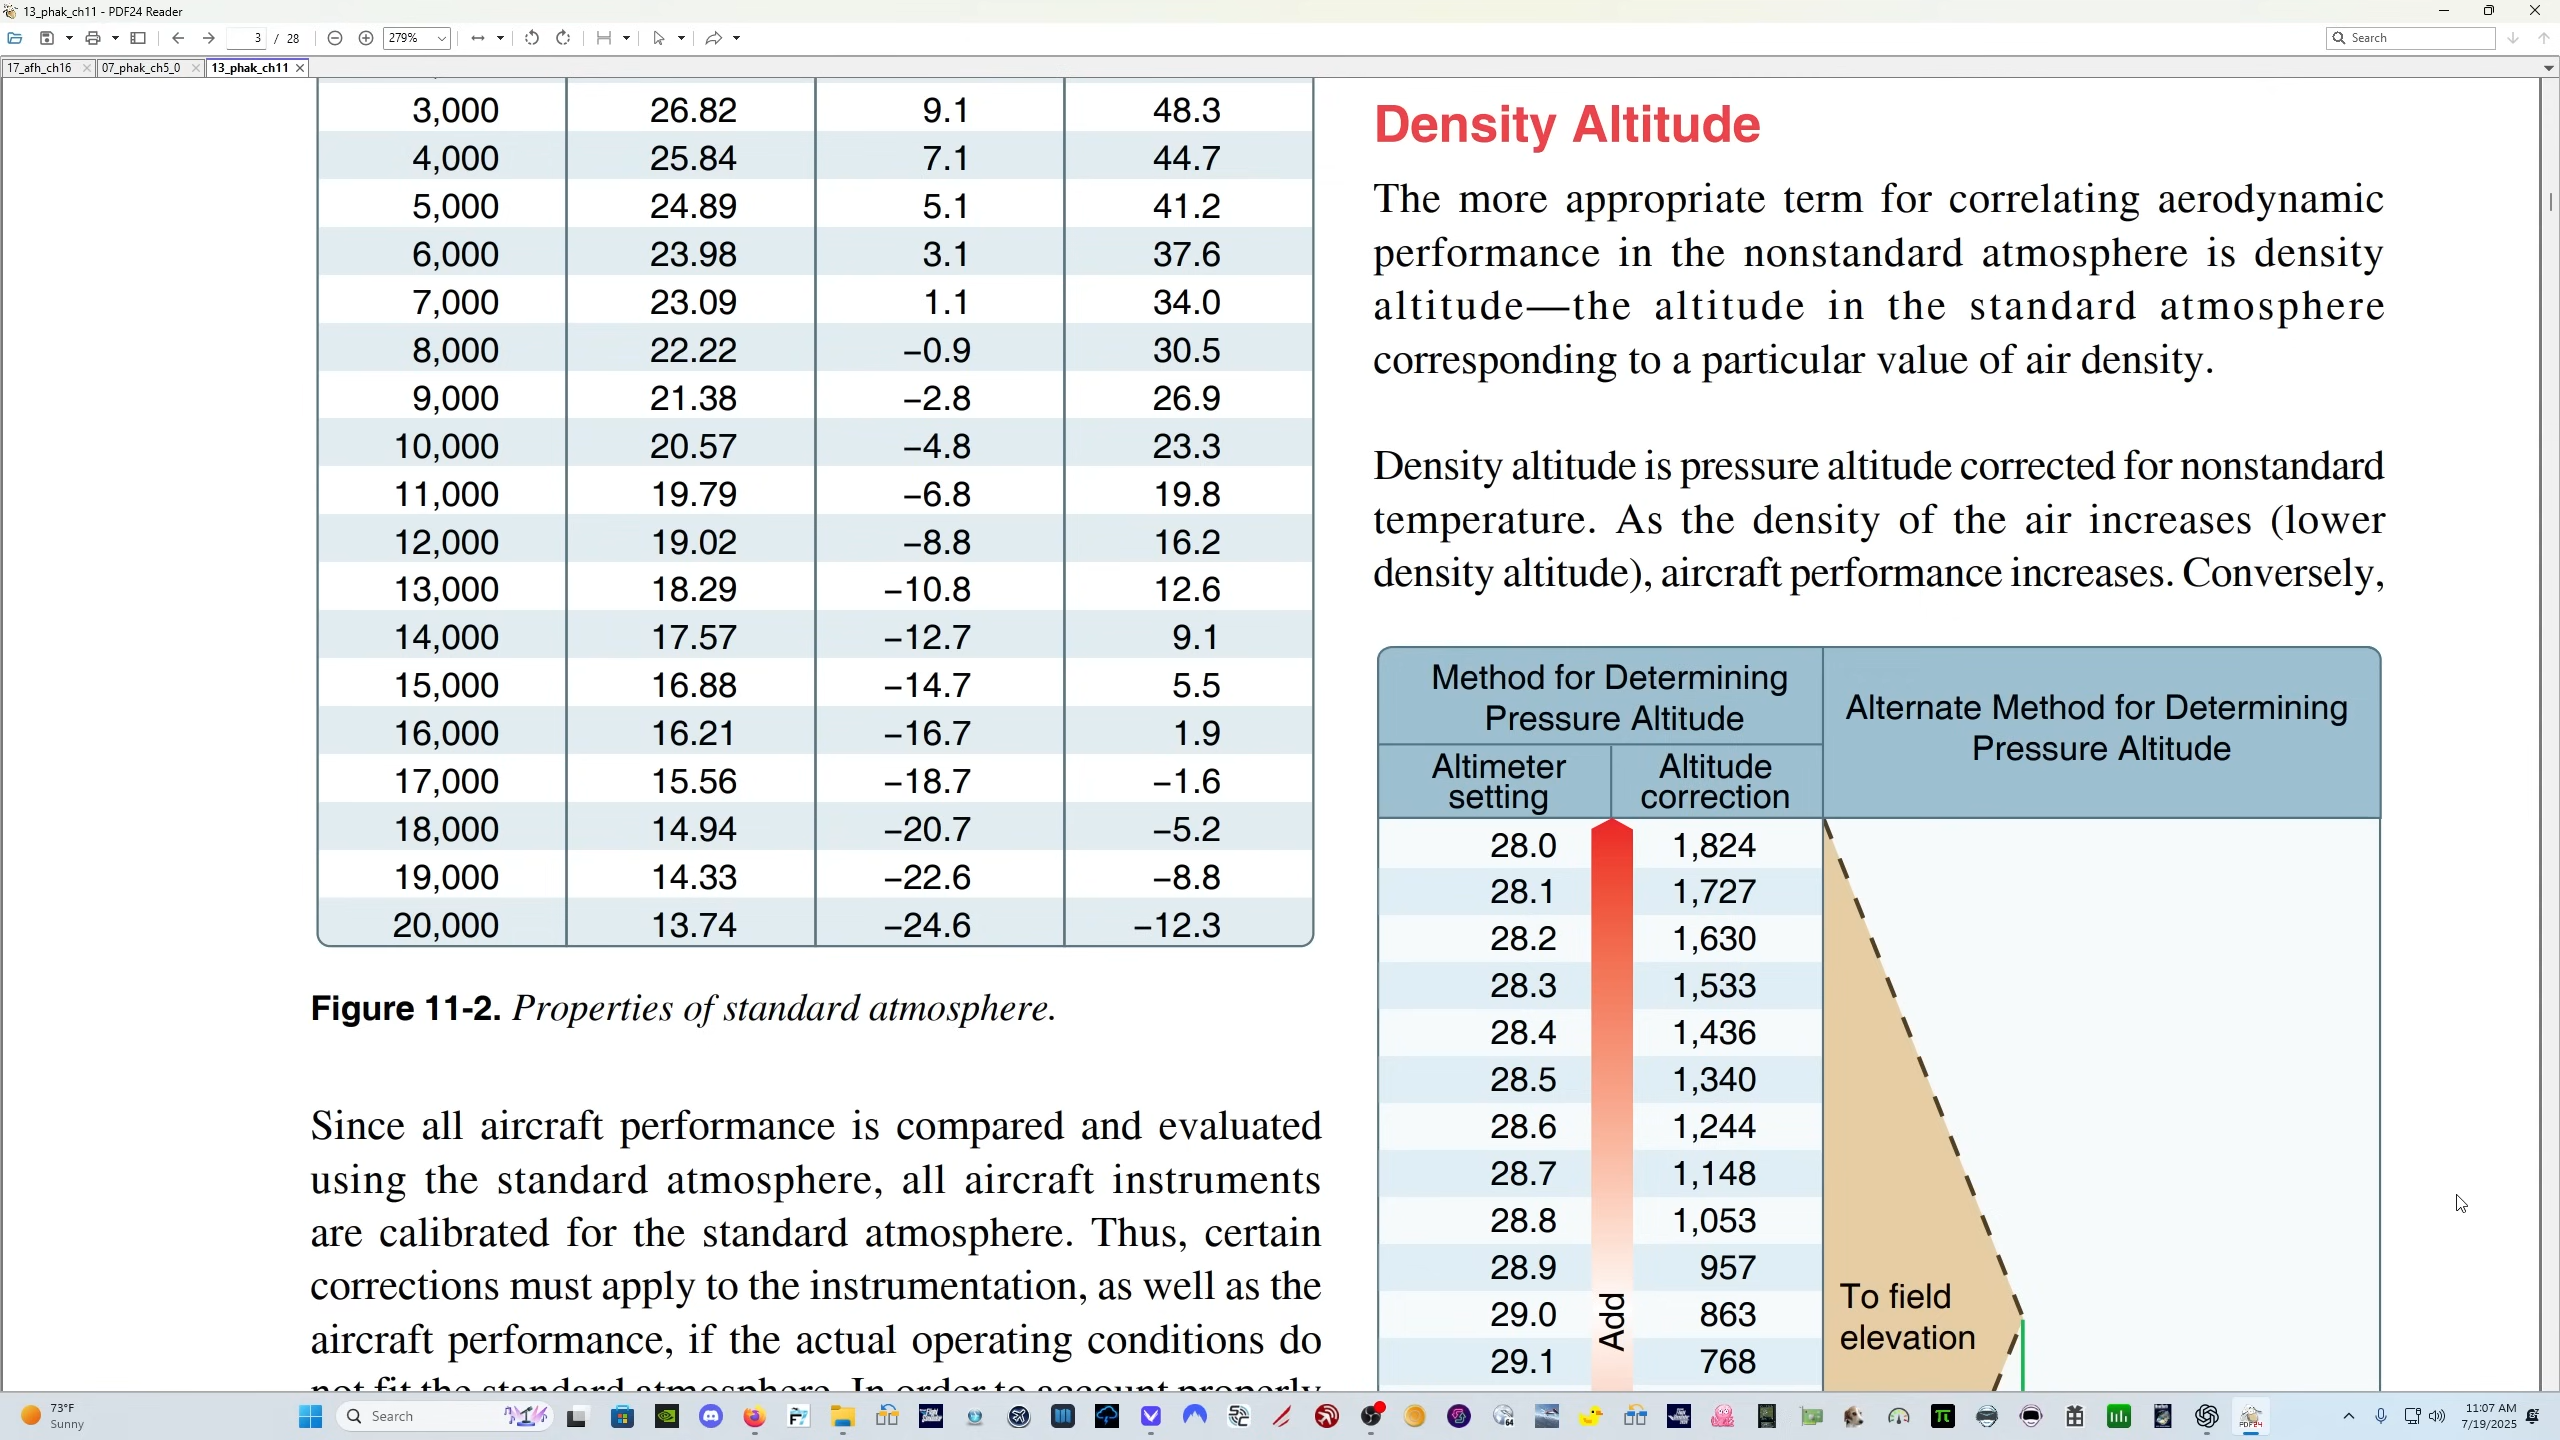 13_phak_ch11 - PDF24 Reader
3 / 28
279%
Search
17_afh_ch16
07_phak_ch5_0
13_phak_ch11
3,000 26.82 9.1 48.3
4,000 25.84 7.1 44.7
5,000 24.89 5.1 41.2
6,000 23.98 3.1 37.6
7,000 23.09 1.1 34.0
8,000 22.22 −0.9 30.5
9,000 21.38 −2.8 26.9
10,000 20.57 −4.8 23.3
11,000 19.79 −6.8 19.8
12,000 19.02 −8.8 16.2
13,000 18.29 −10.8 12.6
14,000 17.57 −12.7 9.1
15,000 16.88 −14.7 5.5
16,000 16.21 −16.7 1.9
17,000 15.56 −18.7 −1.6
18,000 14.94 −20.7 −5.2
19,000 14.33 −22.6 −8.8
20,000 13.74 −24.6 −12.3
Figure 11-2. Properties of standard atmosphere.
Since all aircraft performance is compared and evaluated
using the standard atmosphere, all aircraft instruments
are calibrated for the standard atmosphere. Thus, certain
corrections must apply to the instrumentation, as well as the
aircraft performance, if the actual operating conditions do
not fit the standard atmosphere. In order to account properly
Density Altitude
The more appropriate term for correlating aerodynamic
performance in the nonstandard atmosphere is density
altitude—the altitude in the standard atmosphere
corresponding to a particular value of air density.
Density altitude is pressure altitude corrected for nonstandard
temperature. As the density of the air increases (lower
density altitude), aircraft performance increases. Conversely,
Method for Determining
Pressure Altitude
Alternate Method for Determining
Pressure Altitude
Altimeter
setting
Altitude
correction
28.0 1,824
28.1 1,727
28.2 1,630
28.3 1,533
28.4 1,436
28.5 1,340
28.6 1,244
28.7 1,148
28.8 1,053
28.9 957
29.0 863
29.1 768
Add
To field
elevation
73°F
Sunny
Search
11:07 AM
7/19/2025